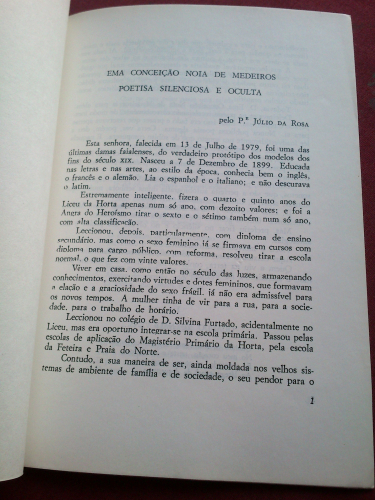 EMA CONCEIÇÃO NOIA DE MEDEIROS
POETISA SILENCIOSA E OCULTA
pelo P.e JÚLIO DA ROSA
Esta senhora, falecida em 13 de Julho de 1979, foi uma das
últimas damas faialenses, do verdadeiro protótipo dos modelos dos
fins do século XIX. Nasceu a 7 de Dezembro de 1899. Educada
nas letras e nas artes, ao estilo da época, conhecia bem o inglês,
o francês e o alemão. Lia o espanhol e o italiano; e não descurava
o latim.
Extremamente inteligente, fizera o quarto e quinto anos do
Liceu da Horta apenas num só ano, com dezoito valores; e foi a
Angra do Heroísmo tirar o sexto e o sétimo também num só ano,
com alta classificação.
Leccionou, depois, particularmente, com diploma de ensino
secundário, mas como o sexo feminino já se firmava em cursos com
diploma para cargo público, com reforma, resolveu tirar a escola
normal, o que fez com vinte valores.
Viver em casa, como então no século das luzes, armazenando
conhecimentos, exercitando virtudes e dotes femininos, que formavam
a elação e a graciosidade do sexo frágil, já não era admissível para
os novos tempos. A mulher tinha de vir para a rua, para a socie-
dade, para o trabalho de horário.
Leccionou no colégio de D. Silvina Furtado, acidentalmente no
Liceu, mas era oportuno integrar-se na escola primária. Passou pelas
escolas de aplicação do Magistério Primário da Horta, pela escola
da Feteira e Praia do Norte.
Contudo, a sua maneira de ser, ainda moldada nos velhos sis-
temas de ambiente de família e de sociedade, o seu pendor para o
1